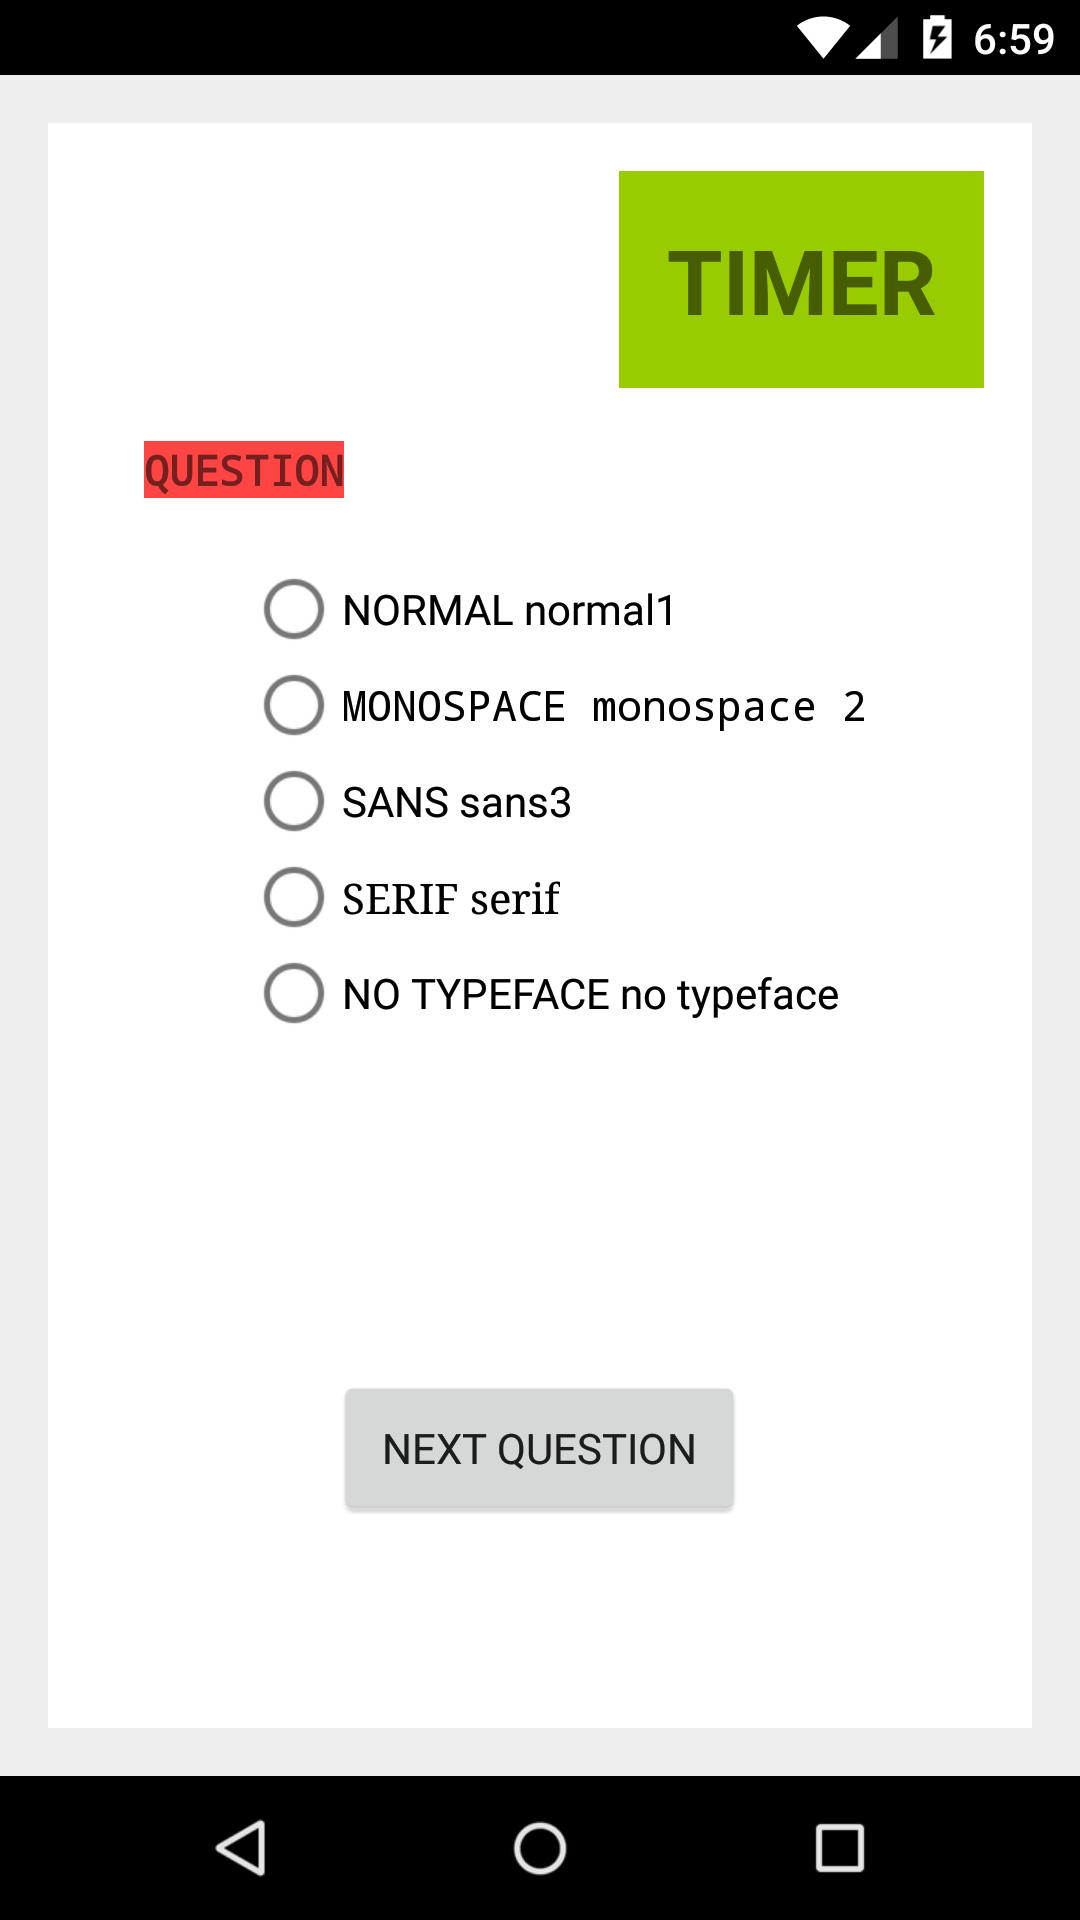 6:59
TIMER
QUESTION
NORMAL normal1
MONOSPACE monospace 2
SANS sans3
SERIF serif
NO TYPEFACE no typeface
NEXT QUESTION